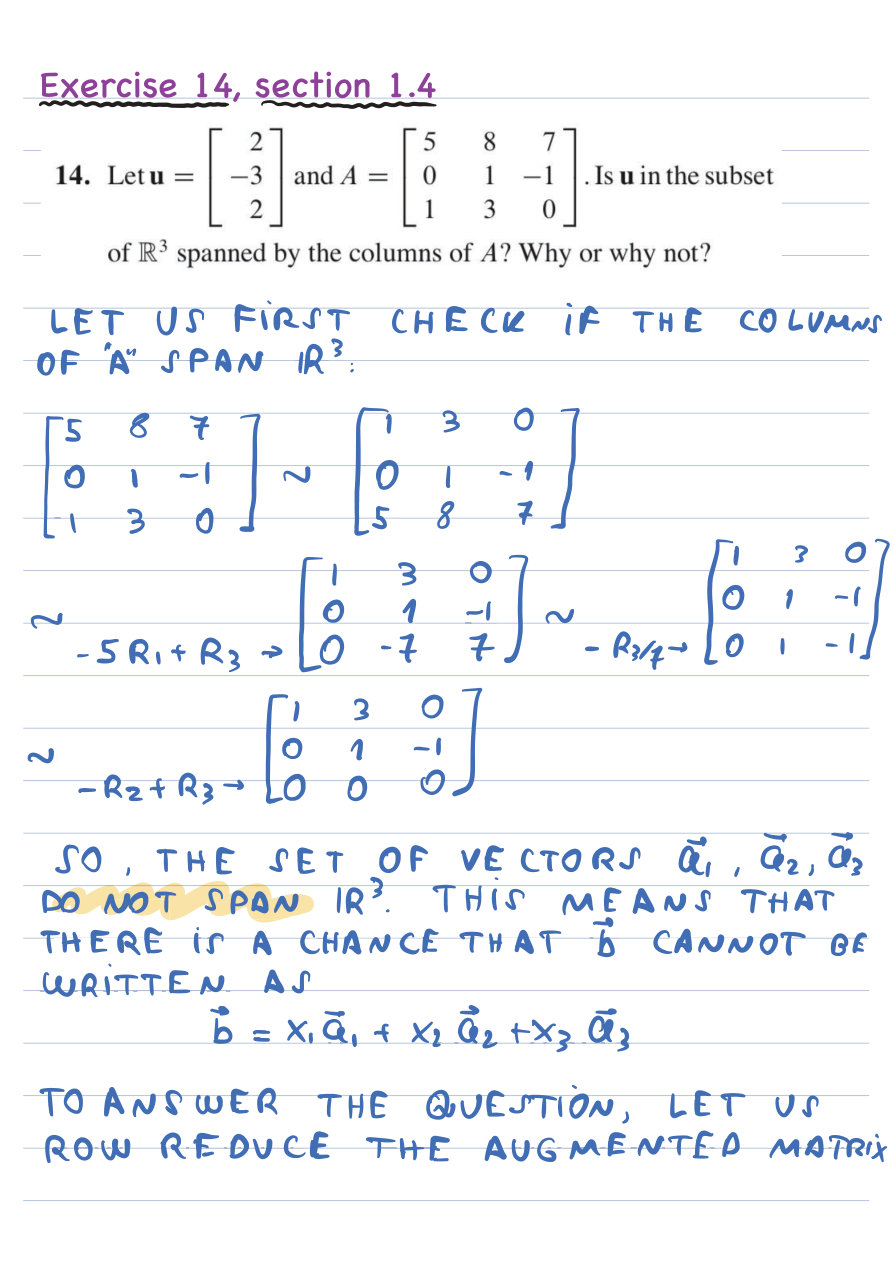 Exercise 14, section 1.4
14. Let u = [2 -3 2] and A = [5 8 7; 0 1 -1; 1 3 0]. Is u in the subset
of ℝ³ spanned by the columns of A? Why or why not?
LET US FIRST CHECK IF THE COLUMNS
OF "A" SPAN ℝ³:
[5 8 7; 0 1 -1; 1 3 0] ~ [1 3 0; 0 1 -1; 5 8 7]
~ -5R₁ + R₃ → [1 3 0; 0 1 -1; 0 -7 7] ~ -R₃/7 → [1 3 0; 0 1 -1; 0 1 -1]
~ -R₂ + R₃ → [1 3 0; 0 1 -1; 0 0 0]
SO, THE SET OF VECTORS a⃗₁, a⃗₂, a⃗₃
DO NOT SPAN ℝ³. THIS MEANS THAT
THERE IS A CHANCE THAT b⃗ CANNOT BE
WRITTEN AS
b⃗ = x₁a⃗₁ + x₂a⃗₂ + x₃a⃗₃
TO ANSWER THE QUESTION, LET US
ROW REDUCE THE AUGMENTED MATRIX